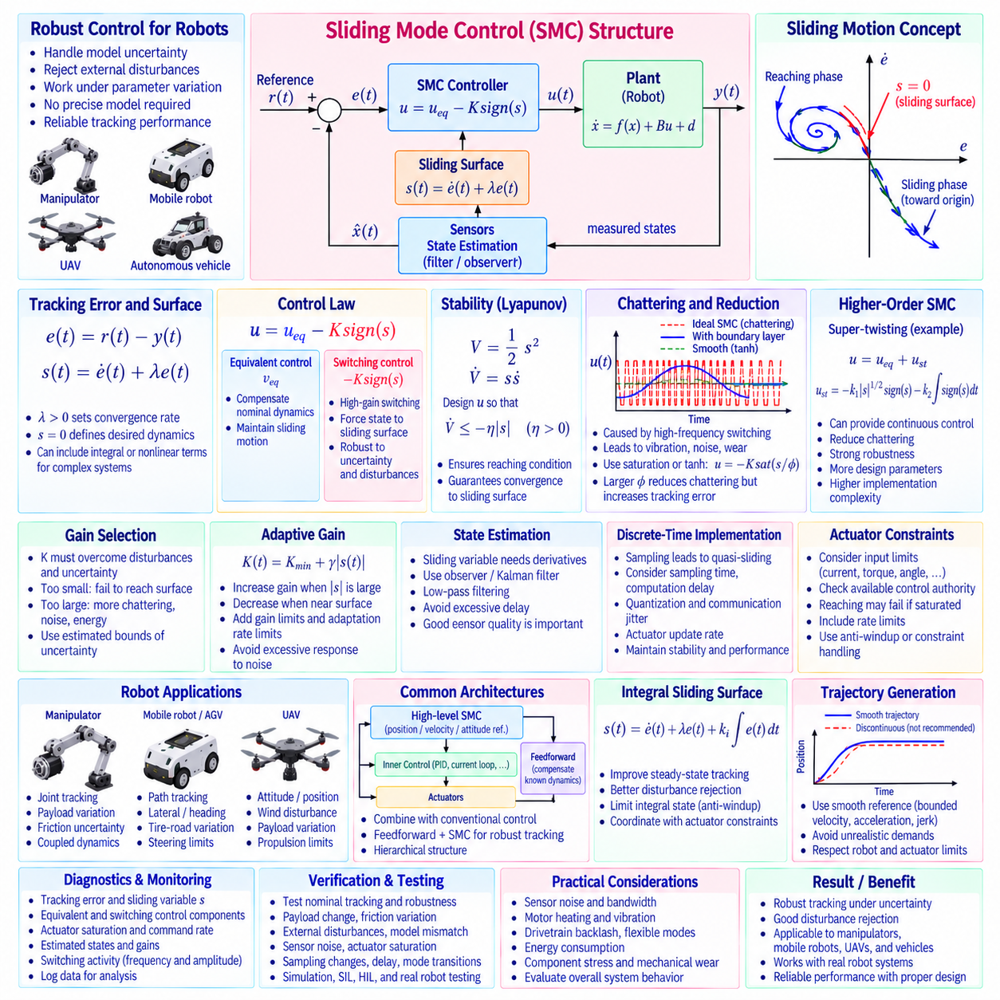 Robust Control for Robots
• Handle model uncertainty
• Reject external disturbances
• Work under parameter variation
• No precise model required
• Reliable tracking performance
Manipulator
Mobile robot
UAV
Autonomous vehicle
Sliding Mode Control (SMC) Structure
Reference
r(t)
+
−
e(t)
SMC Controller
u = u_eq − K sign(s)
u(t)
Plant
(Robot)
ẋ = f(x) + Bu + d
y(t)
Sliding Surface
s(t) = ė(t) + λe(t)
x̂(t)
Sensors
State Estimation
(filter / observer†)
measured states
Sliding Motion Concept
ė
Reaching phase
s = 0
(sliding surface)
e
Sliding phase
(toward origin)
Tracking Error and Surface
e(t) = r(t) − y(t)
s(t) = ė(t) + λe(t)
• λ > 0 sets convergence rate
• s = 0 defines desired dynamics
• Can include integral or nonlinear terms
for complex systems
Control Law
u = u_eq − K sign(s)
Equivalent control
v_eq
• Compensate
nominal dynamics
• Maintain sliding
motion
Switching control
−K sign(s)
• High-gain switching
• Force state to
sliding surface
• Robust to
uncertainty
and disturbances
Stability (Lyapunov)
V = 1/2 s²
V̇ = sṡ
Design u so that
V̇ ≤ −η|s| (η > 0)
• Ensures reaching condition
• Guarantees convergence
to sliding surface
Chattering and Reduction
Ideal SMC (chattering)
With boundary layer
Smooth (tanh)
u(t)
Time
• Caused by high-frequency switching
• Leads to vibration, noise, wear
• Use saturation or tanh: u = −K sat(s/ϕ)
• Larger ϕ reduces chattering but
increases tracking error
Higher-Order SMC
Super-twisting (example)
u = u_eq + u_st
u_st = −k₁|s|^1/2 sign(s) − k₂∫sign(s)dt
• Can provide continuous control
• Reduce chattering
• Strong robustness
• More design parameters
• Higher implementation
complexity
Gain Selection
• K must overcome disturbances
and uncertainty
• Too small: fail to reach surface
• Too large: more chattering,
noise, energy
• Use estimated bounds of
uncertainty
Adaptive Gain
K(t) = K_min + γ|s(t)|
• Increase gain when |s| is large
• Decrease when near surface
• Add gain limits and adaptation
rate limits
• Avoid excessive response
to noise
State Estimation
• Sliding variable needs derivatives
• Use observer / Kalman filter
• Low-pass filtering
• Avoid excessive delay
• Good eensor quality is important
Discrete-Time Implementation
• Sampling leads to quasi-sliding
• Consider sampling time,
computation delay
• Quantization and communication
jitter
• Actuator update rate
• Maintain stability and performance
Actuator Constraints
• Consider input limits
(current, torque, angle, ...)
• Check available control authority
• Reaching may fail if saturated
• Include rate limits
• Use anti-windup or constraint
handling
Robot Applications
Manipulator
• Joint tracking
• Payload variation
• Friction uncertainty
• Coupled dynamics
Mobile robot / AGV
• Path tracking
• Lateral / heading
• Tire-road variation
• Steering limits
UAV
• Attitude / position
• Wind disturbance
• Payload variation
• Propulsion limits
Common Architectures
High-level SMC
(position / velocity / attitude ref.)
Inner Control (PID, current loop, ...)
Actuators
Feedforward
(compensate
known dynamics)
• Combine with conventional control
• Feedforward + SMC for robust tracking
• Hierarchical structure
Integral Sliding Surface
s(t) = ė(t) + λe(t) + k_i ∫ e(t) dt
• Improve steady-state tracking
• Better disturbance rejection
• Limit integral state (anti-windup)
• Coordinate with actuator constraints
Trajectory Generation
Smooth trajectory
Discontinuous (not recommended)
Position
Time
• Use smooth reference (bounded
velocity, acceleration, jerk)
• Avoid unrealistic demands
• Respect robot and actuator limits
Diagnostics & Monitoring
• Tracking error and sliding variable s
• Equivalent and switching control components
• Actuator saturation and command rate
• Estimated states and gains
• Switching activity (frequency and amplitude)
• Log data for analysis
Verification & Testing
• Test nominal tracking and robustness
• Payload change, friction variation
• External disturbances, model mismatch
• Sensor noise, actuator saturation
• Sampling changes, delay, mode transitions
• Simulation, SIL, HIL, and real robot testing
Practical Considerations
• Sensor noise and bandwidth
• Motor heating and vibration
• Drivetrain backlash, flexible modes
• Energy consumption
• Component stress and mechanical wear
• Evaluate overall system behavior
Result / Benefit
• Robust tracking under uncertainty
• Good disturbance rejection
• Applicable to manipulators,
mobile robots, UAVs, and vehicles
• Works with real robot systems
• Reliable performance with proper design